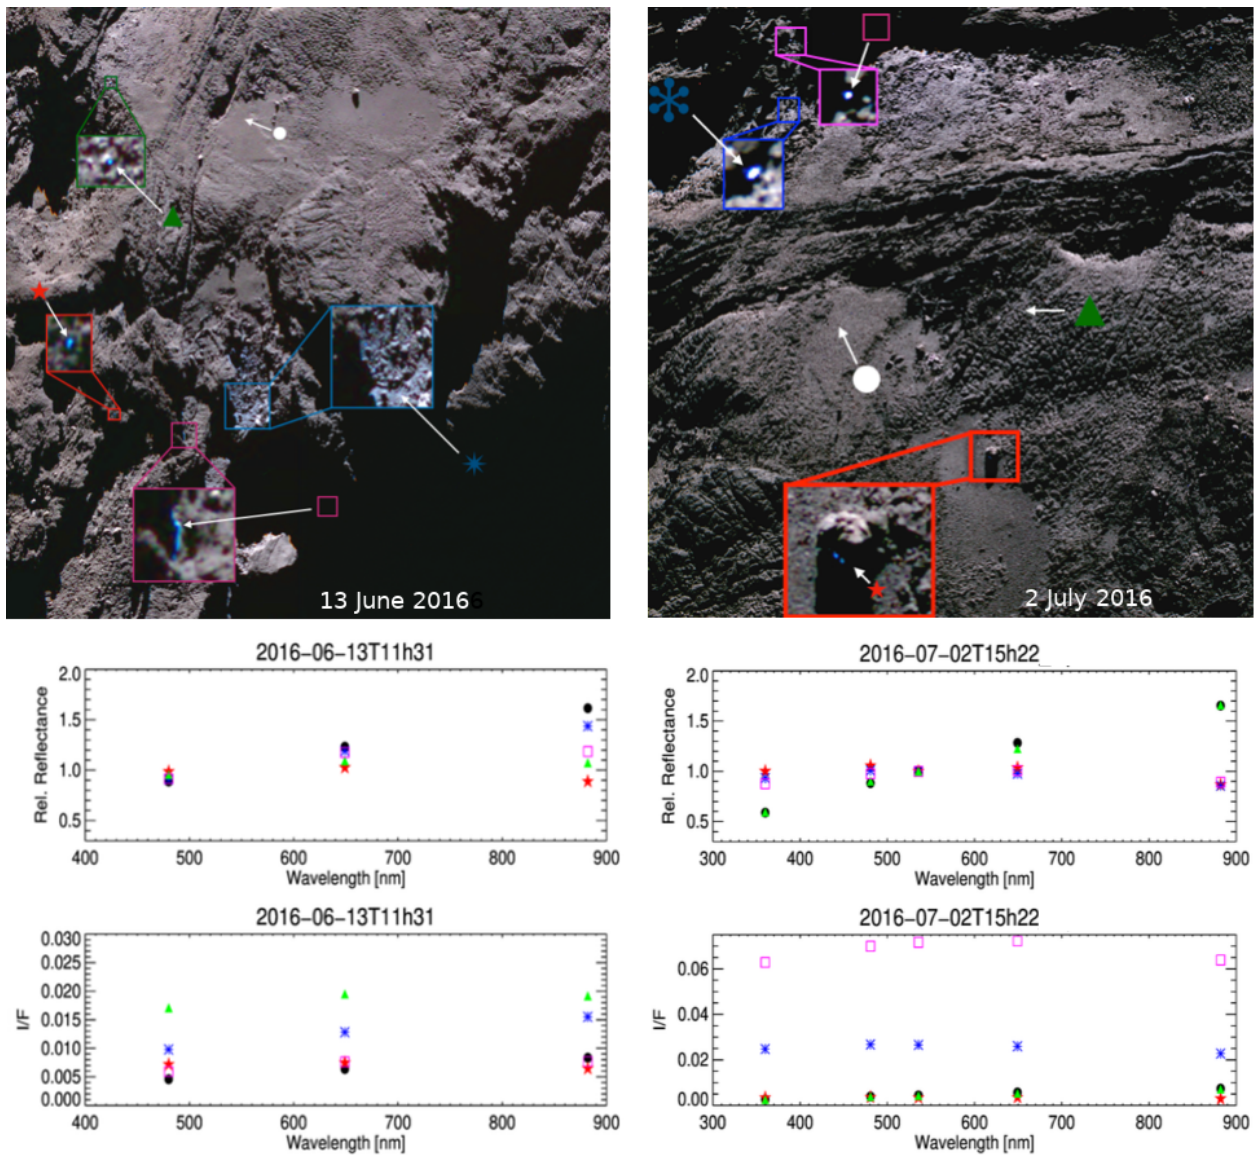 13 June 20166
2 July 2016
2016-06-13T11h31
2.0
1.5
1.0
0.5
Rel. Reflectance
400 500 600 700 800 900
Wavelength [nm]
2016-07-02T15h22
2.0
1.5
1.0
0.5
Rel. Reflectance
300 400 500 600 700 800 900
Wavelength [nm]
2016-06-13T11h31
0.030
0.025
0.020
0.015
0.010
0.005
0.000
I/F
400 500 600 700 800 900
Wavelength [nm]
2016-07-02T15h22
0.06
0.04
0.02
0.00
I/F
300 400 500 600 700 800 900
Wavelength [nm]